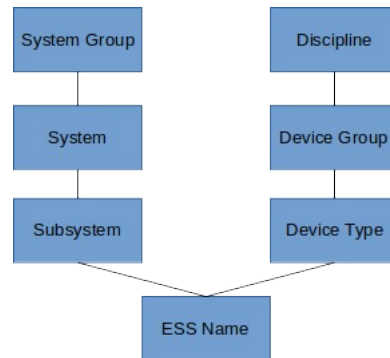 System Group
Discipline
System
Device Group
Subsystem
Device Type
ESS Name